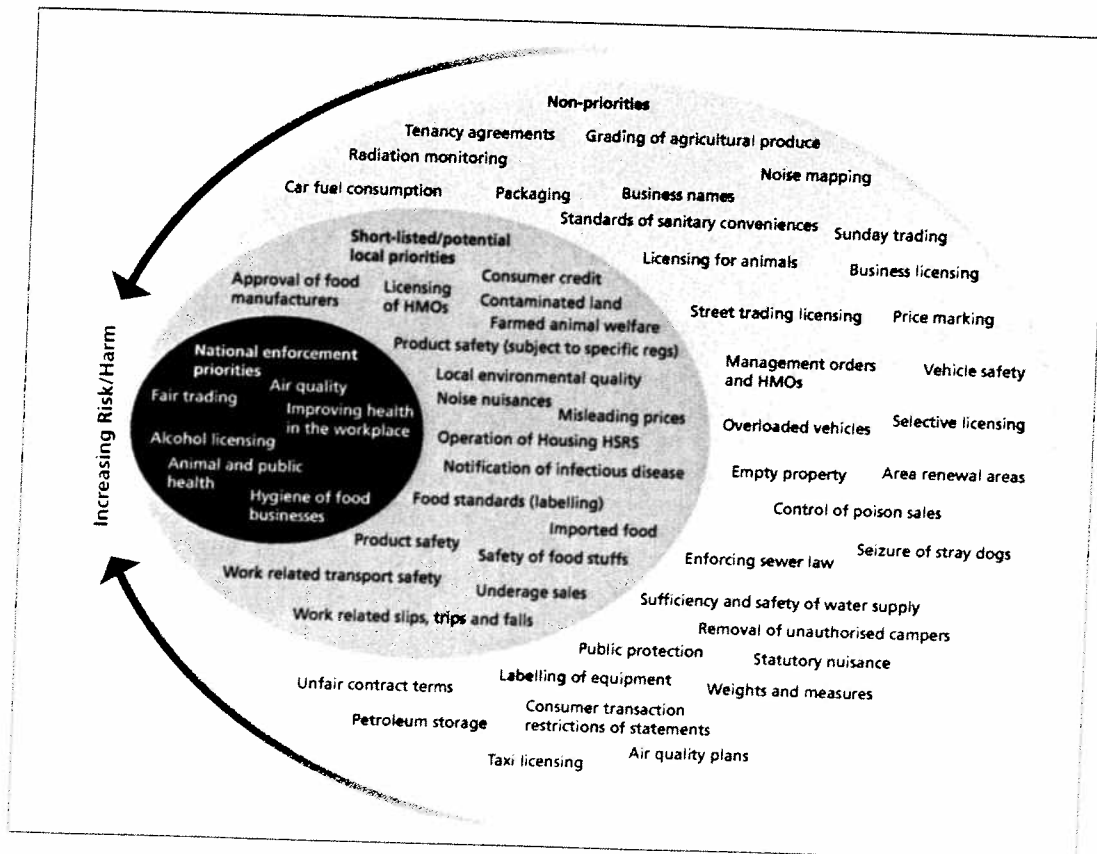 Non-priorities
Tenancy agreements
Grading of agricultural produce
Radiation monitoring
Noise mapping
Car fuel consumption
Packaging
Business names
Standards of sanitary conveniences
Sunday trading
Short-listed/potential
local priorities
Licensing for animals
Business licensing
Approval of food
manufacturers
Licensing
of HMOs
Consumer credit
Contaminated land
Farmed animal welfare
Street trading licensing
Price marking
Product safety (subject to specific regs)
National enforcement
priorities
Air quality
Fair trading
Improving health
in the workplace
Alcohol licensing
Animal and public
health
Hygiene of food
businesses
Local environmental quality
Noise nuisances
Misleading prices
Operation of Housing HSRS
Notification of infectious disease
Food standards (labelling)
Imported food
Product safety
Safety of food stuffs
Work related transport safety
Underage sales
Work related slips, trips and falls
Management orders
and HMOs
Vehicle safety
Overloaded vehicles
Selective licensing
Empty property
Area renewal areas
Control of poison sales
Enforcing sewer law
Seizure of stray dogs
Sufficiency and safety of water supply
Removal of unauthorised campers
Public protection
Statutory nuisance
Unfair contract terms
Labelling of equipment
Weights and measures
Petroleum storage
Consumer transaction
restrictions of statements
Taxi licensing
Air quality plans
Increasing Risk/Harm